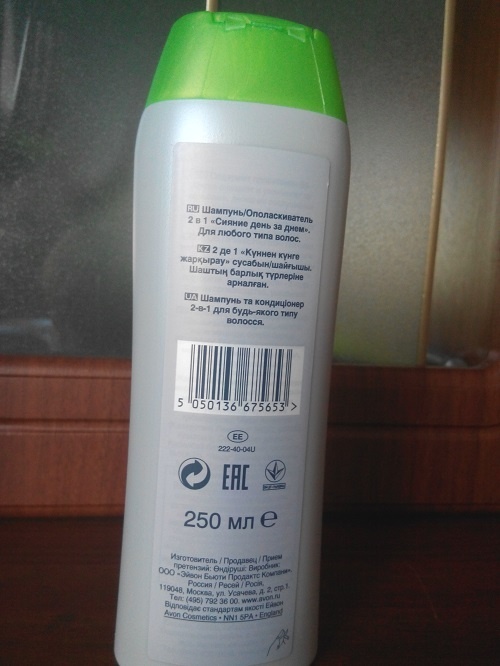 RU Шампунь/Ополаскиватель
2 в 1 «Сияние день за днем».
Для любого типа волос.
KZ 2 де 1 «Күннен күнге
жарқырау» сусабын/шайғышы.
Шаштың барлық түрлеріне
арналған.
UA Шампунь та кондиціонер
2-в-1 для будь-якого типу
волосся.
5 050136 675653 >
EE
222-40-04U
EAC
250 мл e
Изготовитель / Продавец / Прием
претензий: Өндіруші: Виробник:
ООО «Эйвон Бьюти Продактс Компани»,
Россия / Ресей / Росія,
119048, Москва, ул. Усачева, д. 2, стр.1.
Тел: (495) 792 36 00. www.avon.ru
Відповідає стандартам якості Ейвон
Avon Cosmetics • NN1 5PA • England